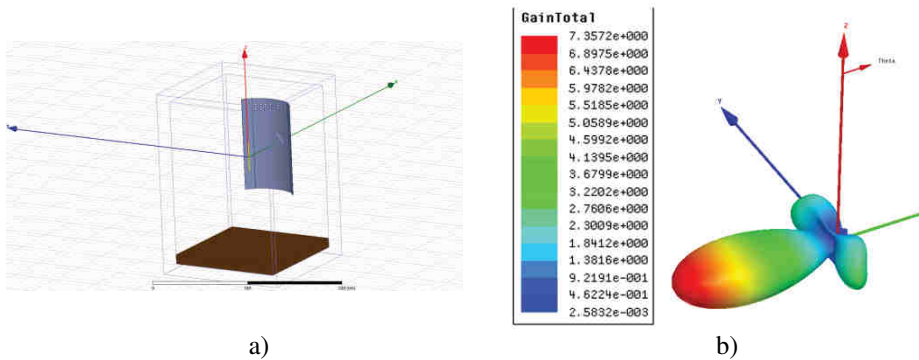 GainTotal
7.3572e+000
6.8975e+000
6.4378e+000
5.9782e+000
5.5185e+000
5.0589e+000
4.5992e+000
4.1395e+000
3.6799e+000
3.2202e+000
2.7606e+000
2.3009e+000
1.8412e+000
1.3816e+000
9.2191e-001
4.6224e-001
2.5832e-003
Z
Theta
Y
a)
b)